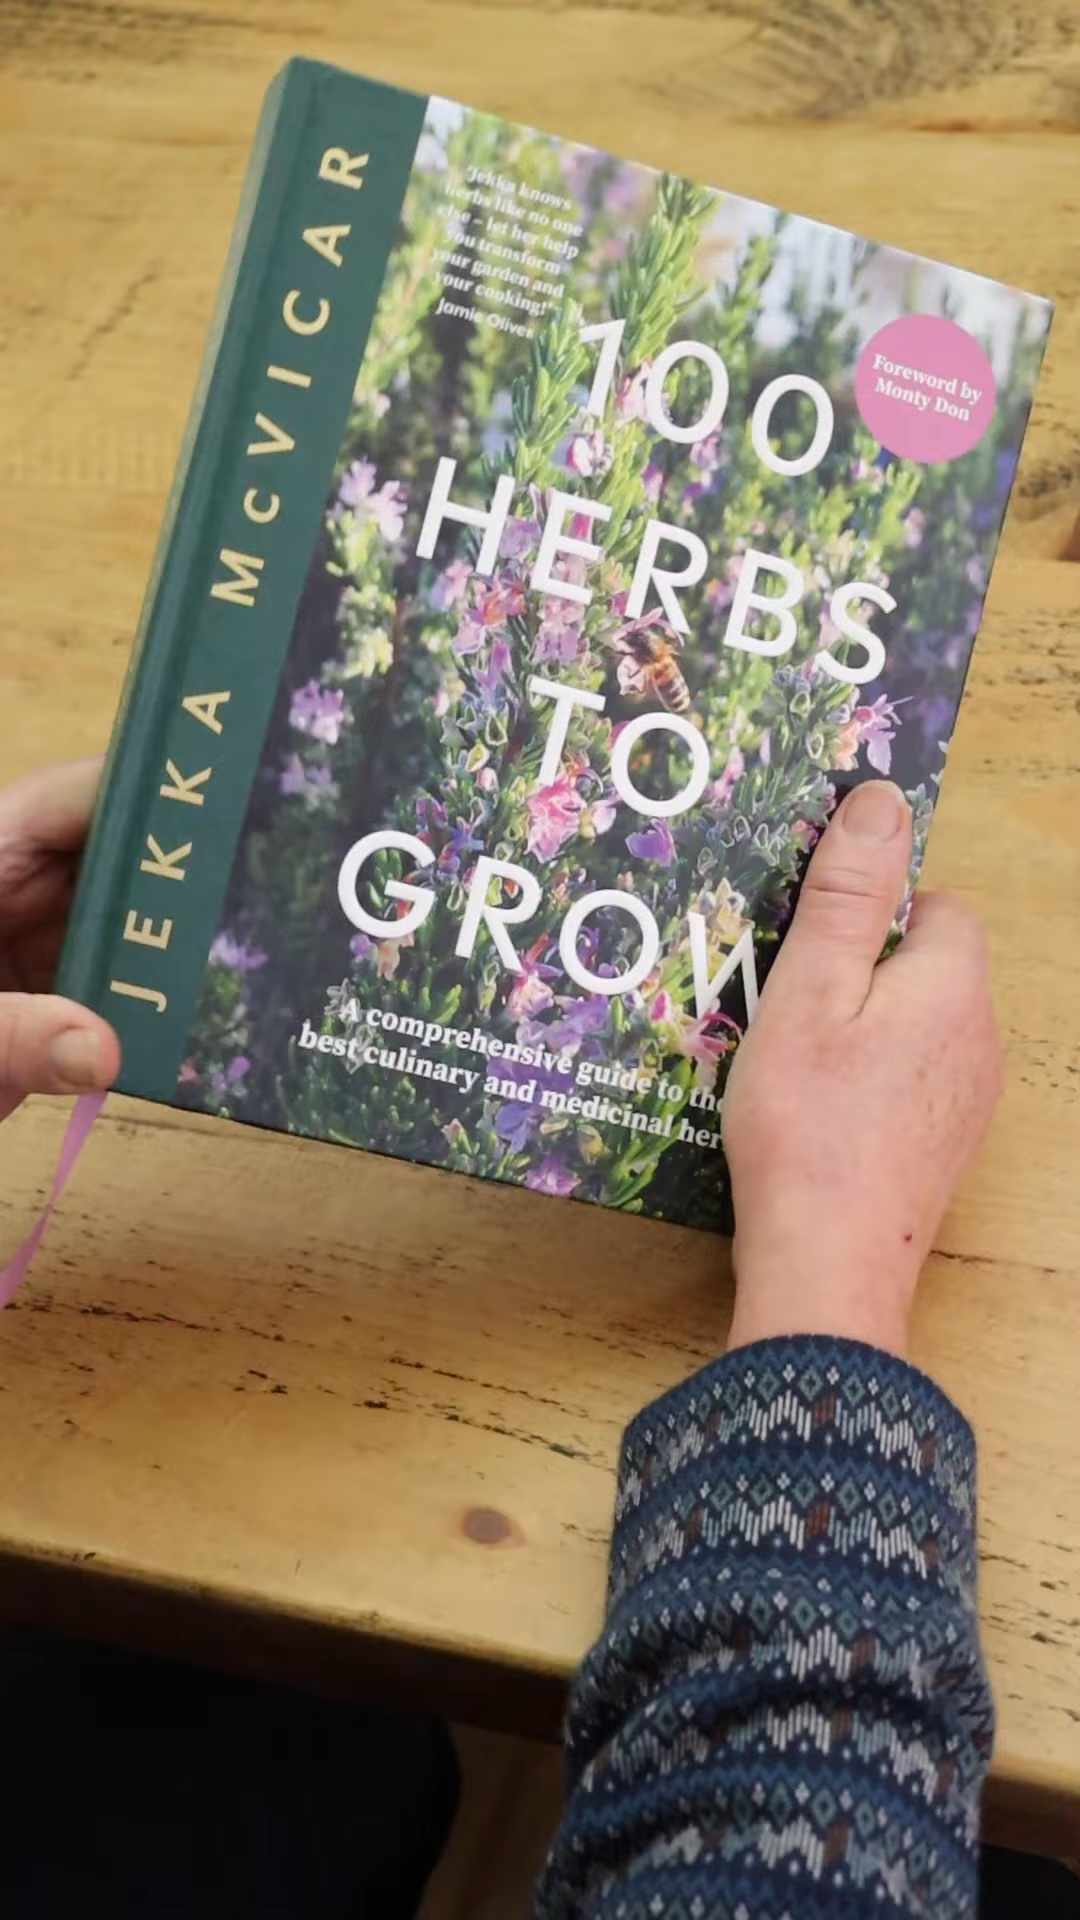 JEKKA McVICAR
'Jekka knows
herbs like no one
else – let her help
you transform
your garden and
your cooking!'
Jamie Oliver
100
HERBS
TO
GROW
Foreword by
Monty Don
A comprehensive guide to the
best culinary and medicinal her